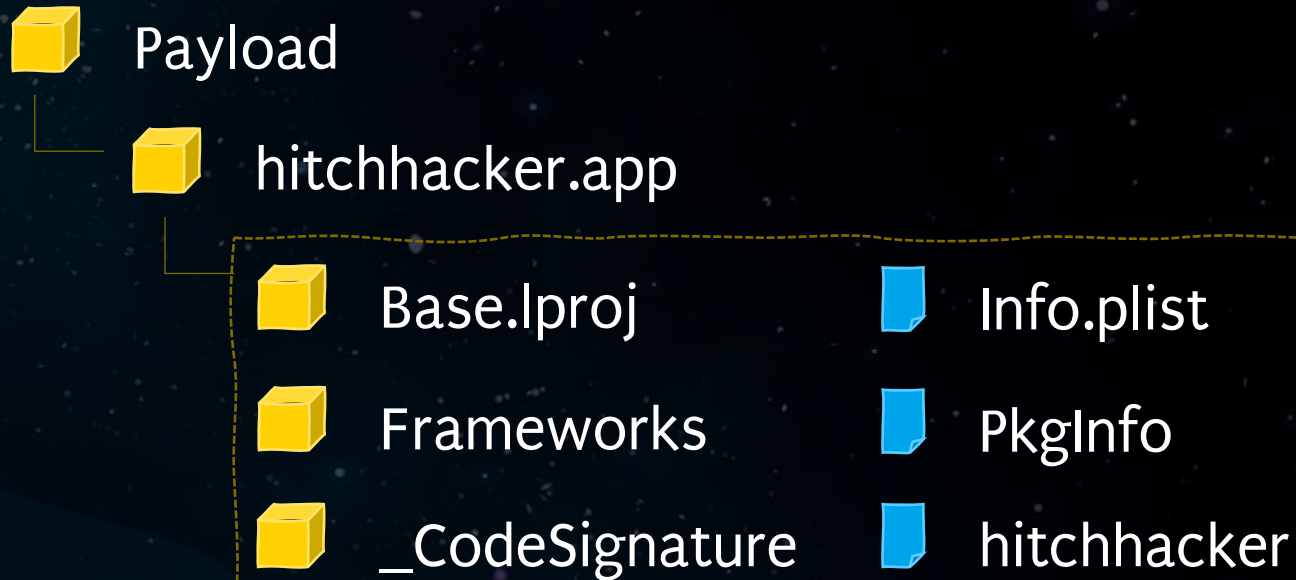 Payload
hitchhacker.app
Base.lproj
Info.plist
Frameworks
PkgInfo
_CodeSignature
hitchhacker